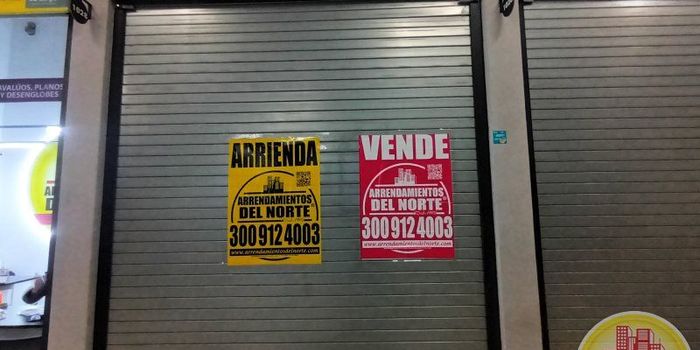 AVALÚOS, PLANOS
Y DESENGLOBES
ARRIENDA
ARRENDAMIENTOS
DEL NORTE
300 912 4003
www.arrendamientosdelnorte.com
VENDE
ARRENDAMIENTOS
DEL NORTE
300 912 4003
www.arrendamientosdelnorte.com